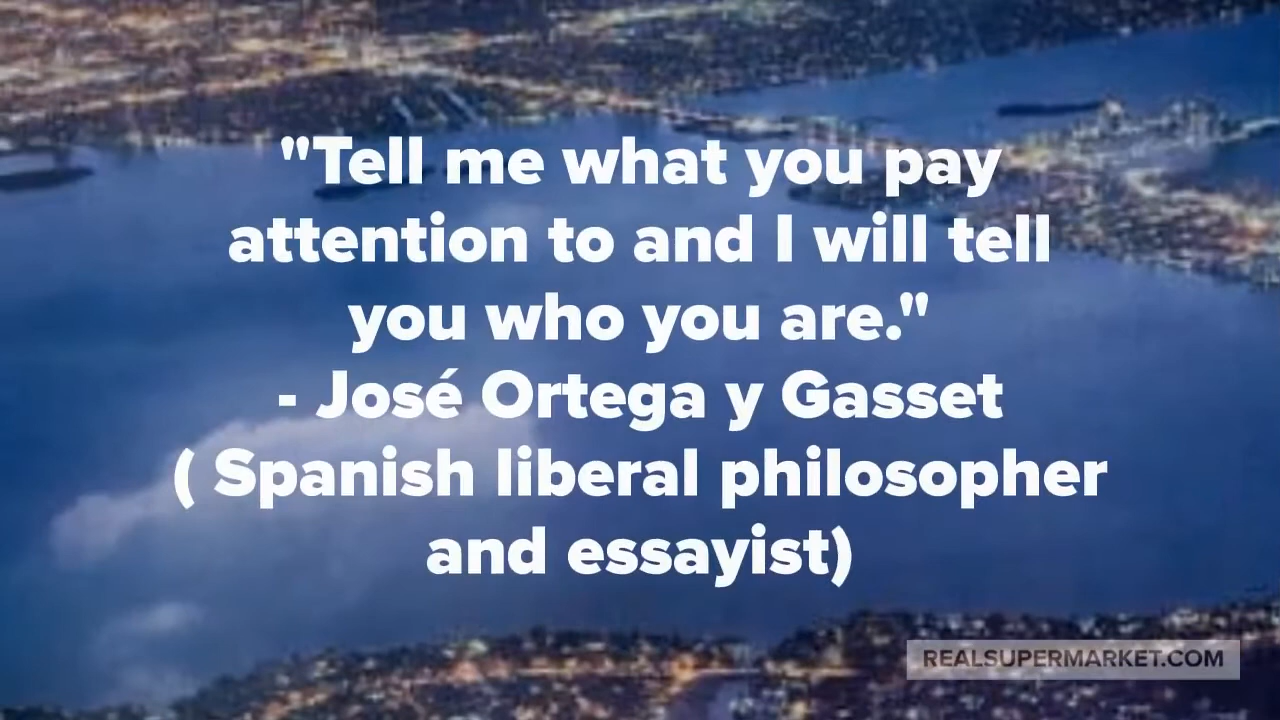 "Tell me what you pay
attention to and I will tell
you who you are."
- José Ortega y Gasset
( Spanish liberal philosopher
and essayist)
REALSUPERMARKET.COM